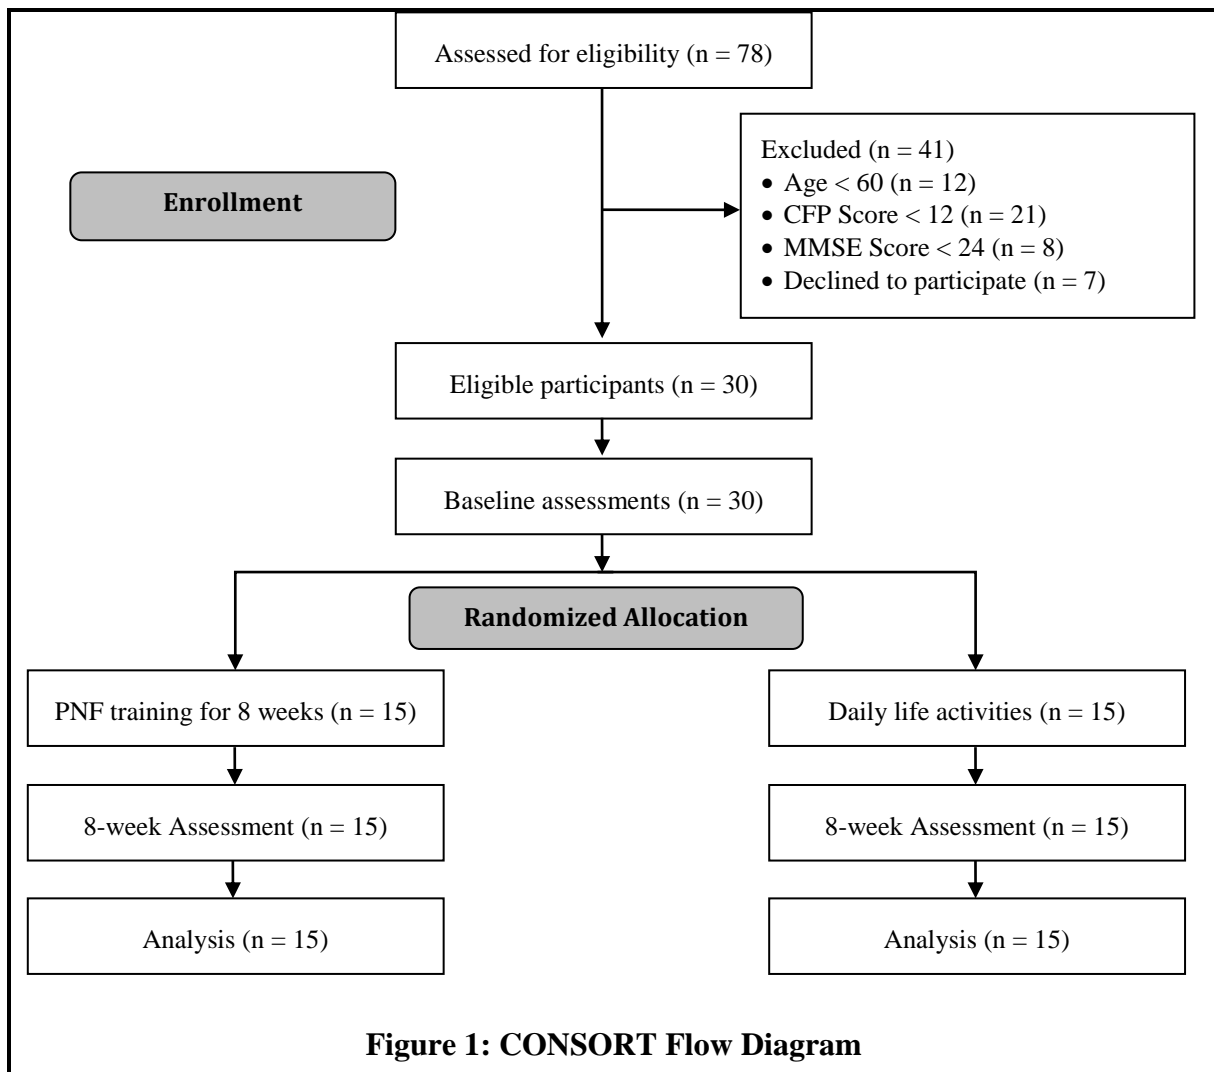 Assessed for eligibility (n = 78)
Excluded (n = 41)
• Age < 60 (n = 12)
• CFP Score < 12 (n = 21)
• MMSE Score < 24 (n = 8)
• Declined to participate (n = 7)
Enrollment
Eligible participants (n = 30)
Baseline assessments (n = 30)
Randomized Allocation
PNF training for 8 weeks (n = 15)
Daily life activities (n = 15)
8-week Assessment (n = 15)
8-week Assessment (n = 15)
Analysis (n = 15)
Analysis (n = 15)
Figure 1: CONSORT Flow Diagram